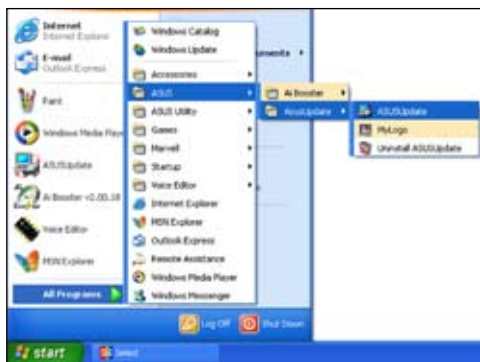 Internet
Internet Explorer
E-mail
Outlook Express
Paint
Windows Media Player
ASUSUpdate
Ai Booster v2.00.18
Voice Editor
MSN Explorer
All Programs
Windows Catalog
Windows Update
Accessories
ASUS
ASUS Utility
Games
Marvell
Startup
Voice Editor
Internet Explorer
MSN Explorer
Outlook Express
Remote Assistance
Windows Media Player
Windows Messenger
Ai Booster
AsusUpdate
ASUSUpdate
MyLogo
Uninstall ASUSUpdate
Log Off
Shut Down
start